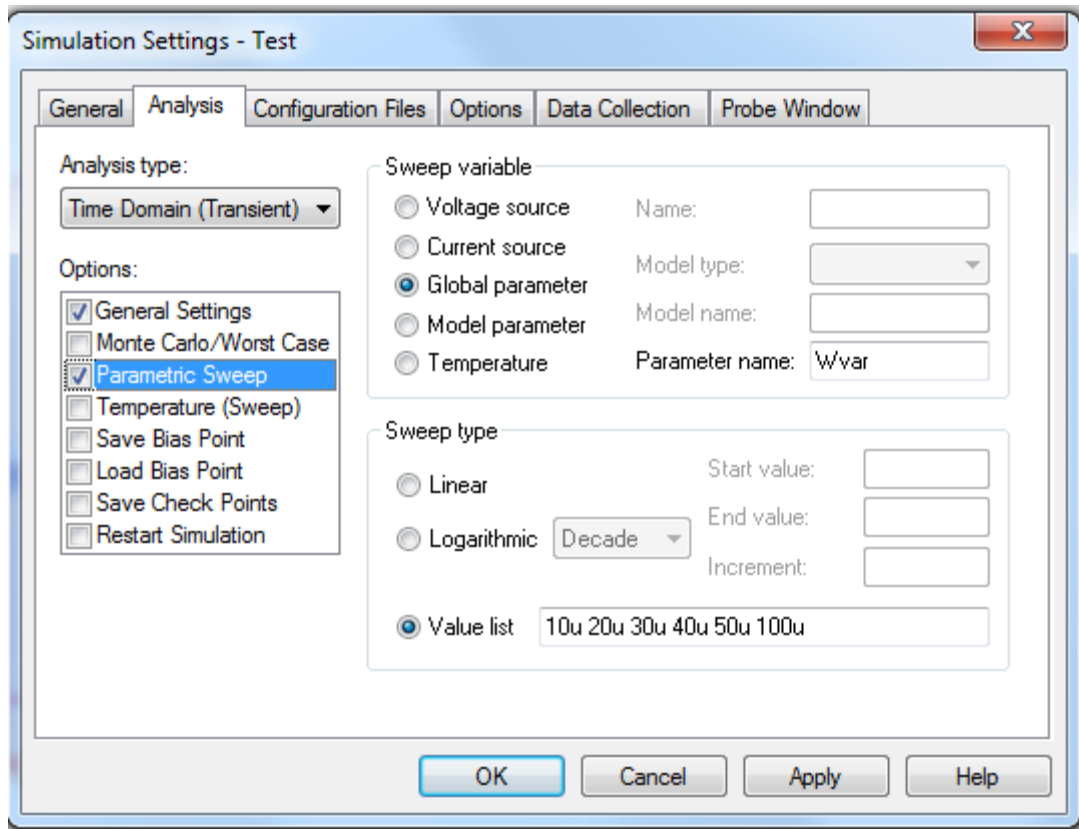 Simulation Settings - Test
General Analysis Configuration Files Options Data Collection Probe Window
Analysis type:
Time Domain (Transient)
Options:
General Settings
Monte Carlo/Worst Case
Parametric Sweep
Temperature (Sweep)
Save Bias Point
Load Bias Point
Save Check Points
Restart Simulation
Sweep variable
Voltage source
Current source
Global parameter
Model parameter
Temperature
Name:
Model type:
Model name:
Parameter name: Wvar
Sweep type
Linear
Logarithmic Decade
Start value:
End value:
Increment:
Value list 10u 20u 30u 40u 50u 100u
OK Cancel Apply Help